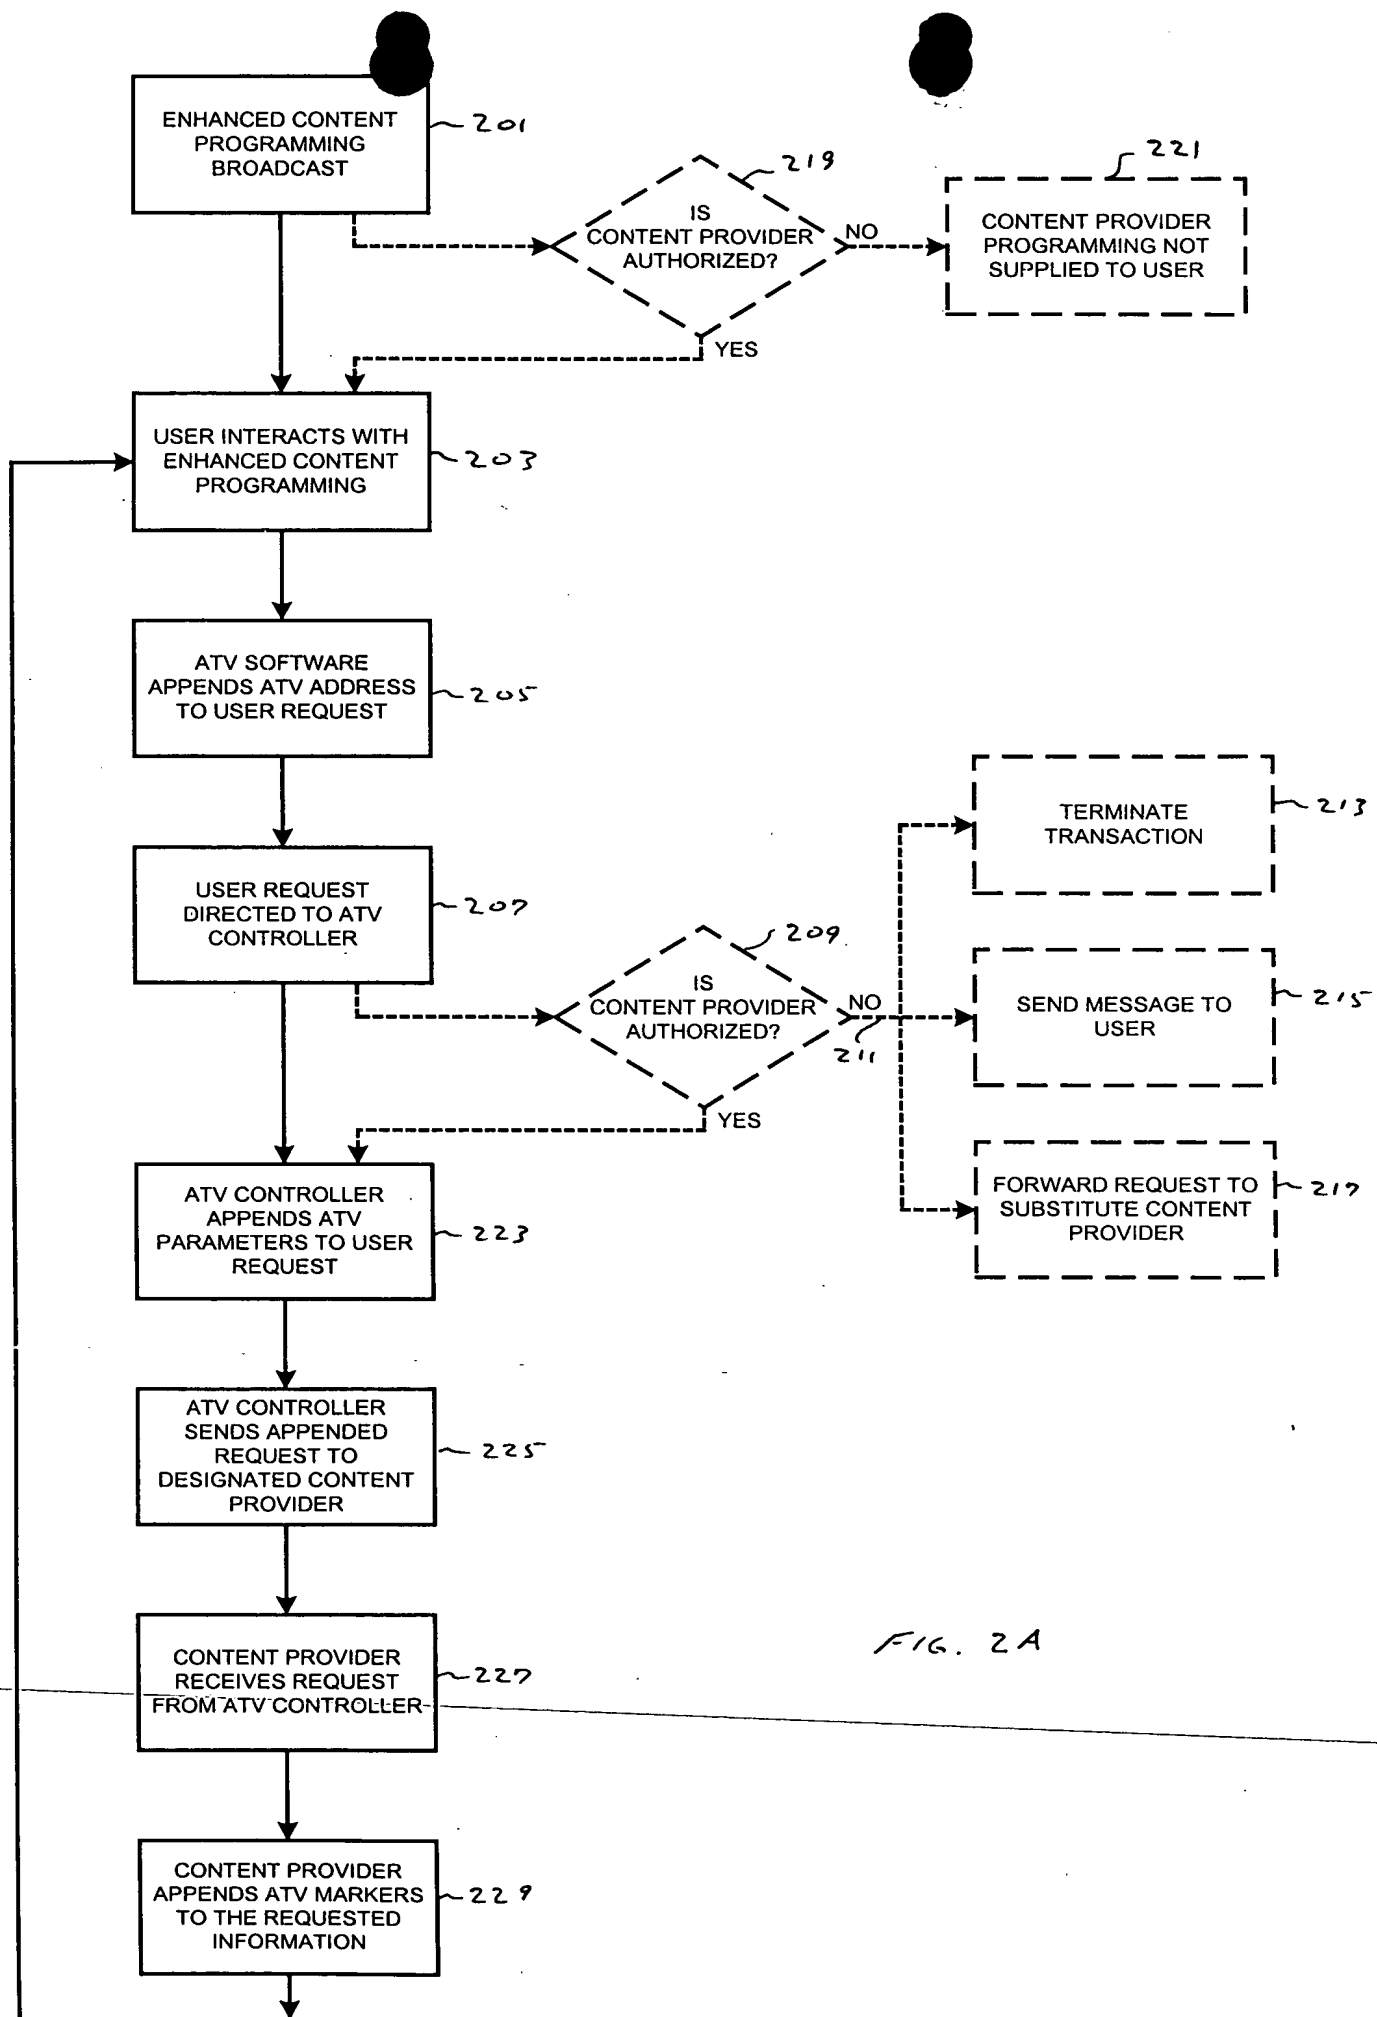 ENHANCED CONTENT
PROGRAMMING
BROADCAST
201
219
IS
CONTENT PROVIDER
AUTHORIZED?
NO
YES
221
CONTENT PROVIDER
PROGRAMMING NOT
SUPPLIED TO USER
USER INTERACTS WITH
ENHANCED CONTENT
PROGRAMMING
203
ATV SOFTWARE
APPENDS ATV ADDRESS
TO USER REQUEST
205
USER REQUEST
DIRECTED TO ATV
CONTROLLER
207
209
IS
CONTENT PROVIDER
AUTHORIZED?
NO
211
YES
TERMINATE
TRANSACTION
213
SEND MESSAGE TO
USER
215
FORWARD REQUEST TO
SUBSTITUTE CONTENT
PROVIDER
217
ATV CONTROLLER
APPENDS ATV
PARAMETERS TO USER
REQUEST
223
ATV CONTROLLER
SENDS APPENDED
REQUEST TO
DESIGNATED CONTENT
PROVIDER
225
CONTENT PROVIDER
RECEIVES REQUEST
FROM ATV CONTROLLER
227
FIG. 2A
CONTENT PROVIDER
APPENDS ATV MARKERS
TO THE REQUESTED
INFORMATION
229